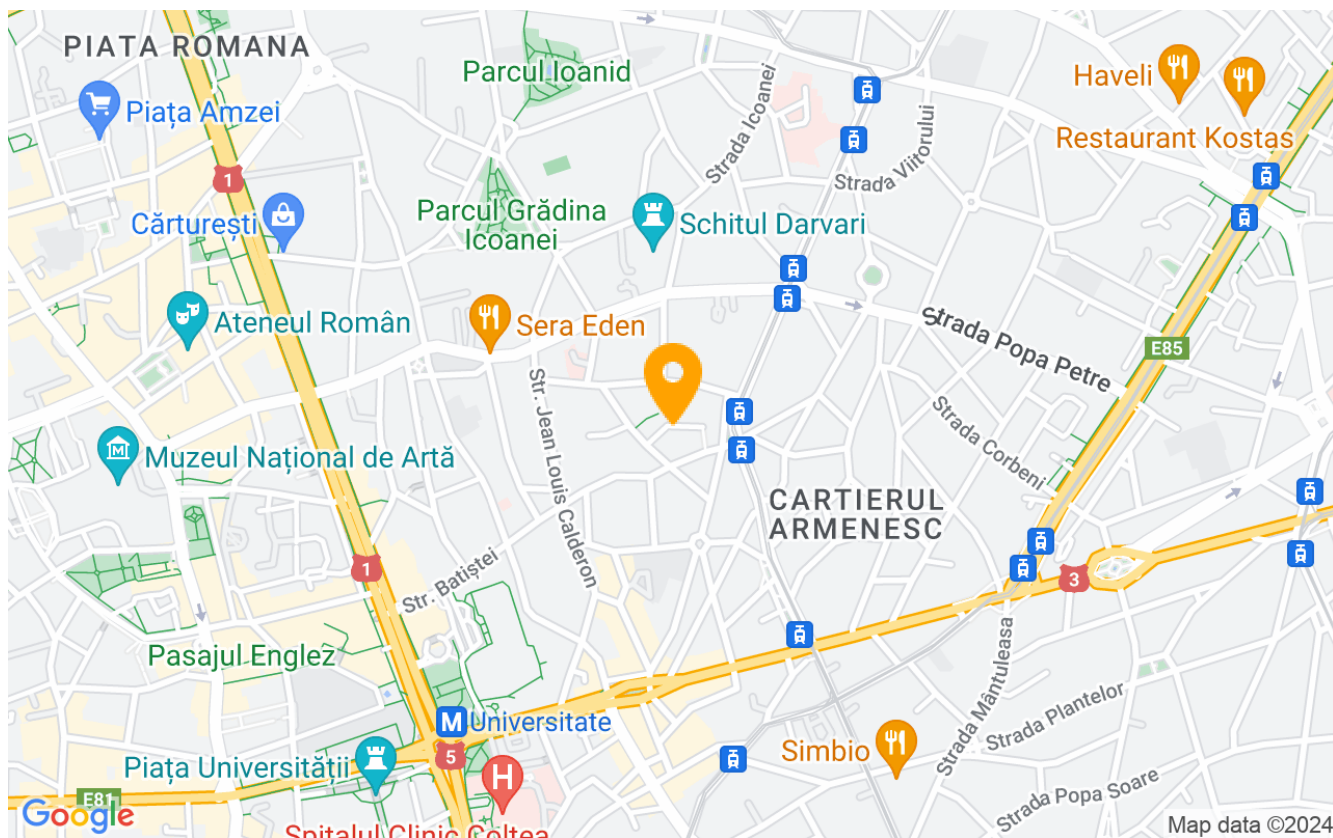 PIATA ROMANA
Parcul Ioanid
Haveli
Piața Amzei
Restaurant Kostas
Strada Icoanei
Strada Viitorului
1
Parcul Grădina
Icoanei
Cărturești
Schitul Darvari
Ateneul Român
Sera Eden
Strada Popa Petre
E85
Str. Jean Louis Calderon
Strada Corbeni
Muzeul Național de Artă
CARTIERUL
ARMENESC
1
Str. Batiștei
3
Pasajul Englez
Strada Mântuleasa
Strada Plantelor
M
Universitate
5
Simbio
Piața Universității
H
E81
Strada Popa Soare
Google
Spitalul Clinic Colțea
Map data ©2024